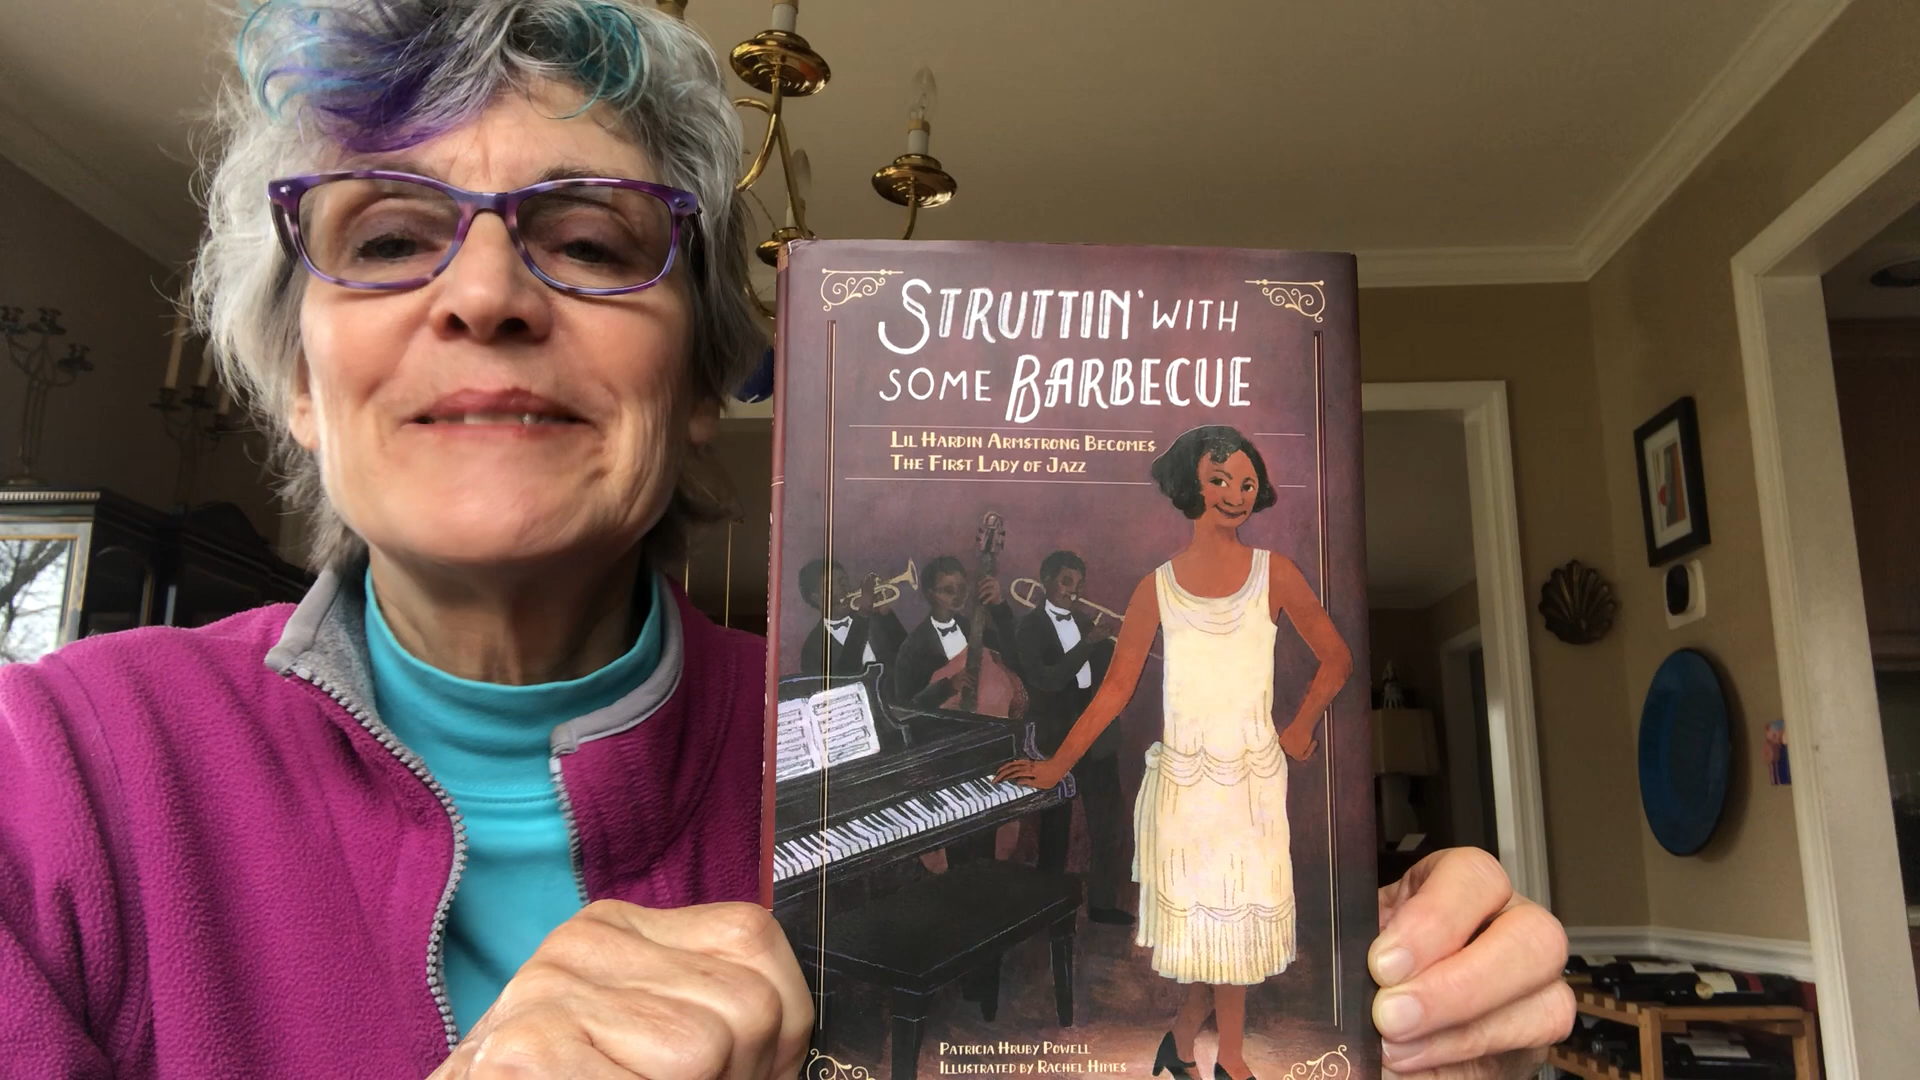 STRUTTIN' WITH
SOME BARBECUE
LIL HARDIN ARMSTRONG BECOMES
THE FIRST LADY OF JAZZ
PATRICIA HRUBY POWELL
ILLUSTRATED BY RACHEL HIMES